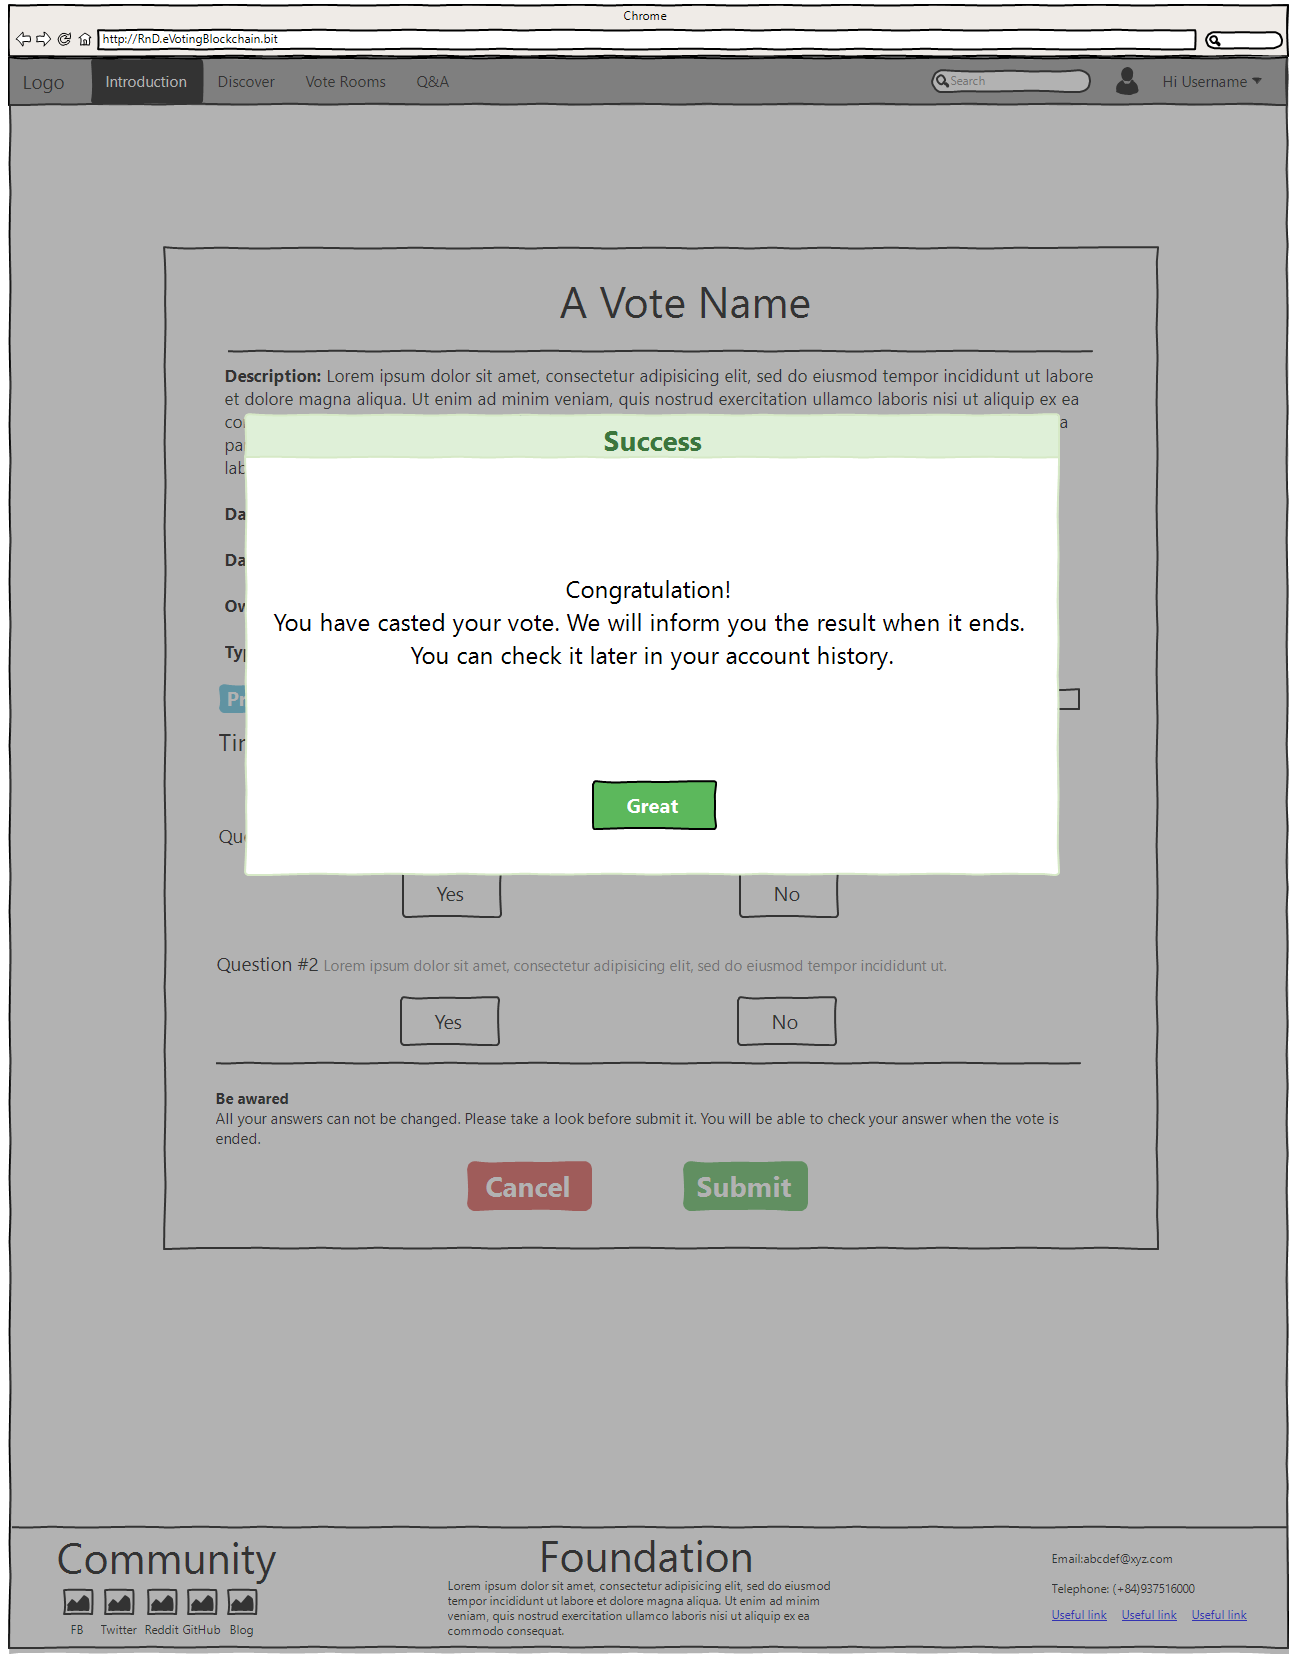 Chrome
http://RnD.eVotingBlockchain.bit
Logo Introduction Discover Vote Rooms Q&A Search Hi Username
A Vote Name
Description: Lorem ipsum dolor sit amet, consectetur adipisicing elit, sed do eiusmod tempor incididunt ut labore
et dolore magna aliqua. Ut enim ad minim veniam, quis nostrud exercitation ullamco laboris nisi ut aliquip ex ea
Success
Congratulation!
You have casted your vote. We will inform you the result when it ends.
You can check it later in your account history.
Great
Yes No
Question #2 Lorem ipsum dolor sit amet, consectetur adipisicing elit, sed do eiusmod tempor incididunt ut.
Yes No
Be awared
All your answers can not be changed. Please take a look before submit it. You will be able to check your answer when the vote is
ended.
Cancel Submit
Community
FB Twitter Reddit GitHub Blog
Foundation
Lorem ipsum dolor sit amet, consectetur adipisicing elit, sed do eiusmod
tempor incididunt ut labore et dolore magna aliqua. Ut enim ad minim
veniam, quis nostrud exercitation ullamco laboris nisi ut aliquip ex ea
commodo consequat.
Email:abcdef@xyz.com
Telephone: (+84)937516000
Useful link Useful link Useful link